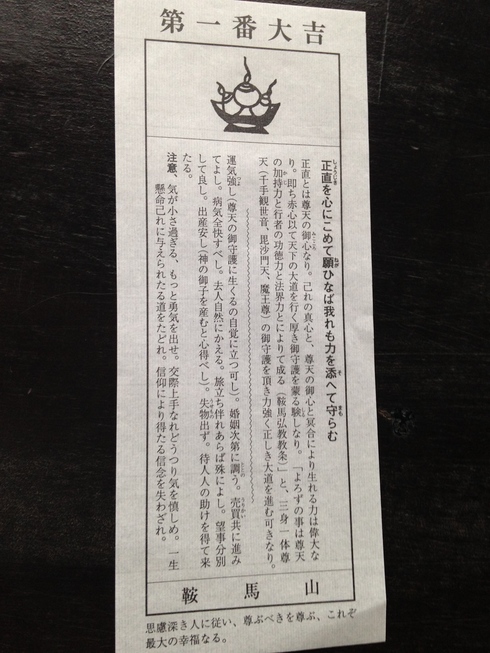 第一番大吉
正直を心にこめて願ひなば我れも力を添へて守らむ
正直とは尊天の御心なり。己れの真心と、尊天の御心と冥合により生れる力は偉大な
り。即ち赤心以て天下の大道を行く厚き御守護を蒙る験しなり。「よろずの事は尊天
の加持力と行者の功徳力と法界力とによりて成る（鞍馬弘教教条）」と、三身一体尊
天（千手観世音、毘沙門天、魔王尊）の御守護を頂き力強く正しき大道を進む可きなり。
運気強し（尊天の御守護に生くるの自覚に立つ可し）。婚姻次第に調う。売買共に進み
てよし。病気全快すべし。去人自然にかえる。旅立ち伴れあらば殊によし。望事分別
して良し。出産安し（神の御子を産むと心得べし）。失物出ず。待人人の助けを得て来
たる。
注意、気が小さ過ぎる、もっと勇気を出せ。交際上手なれどうつり気を慎しめ。一生
懸命己れに与えられたる道をたどれ。信仰により得たる信念を失わざれ。
鞍馬山
思慮深き人に従い、尊ぶべきを尊ぶ、これぞ
最大の幸福なる。